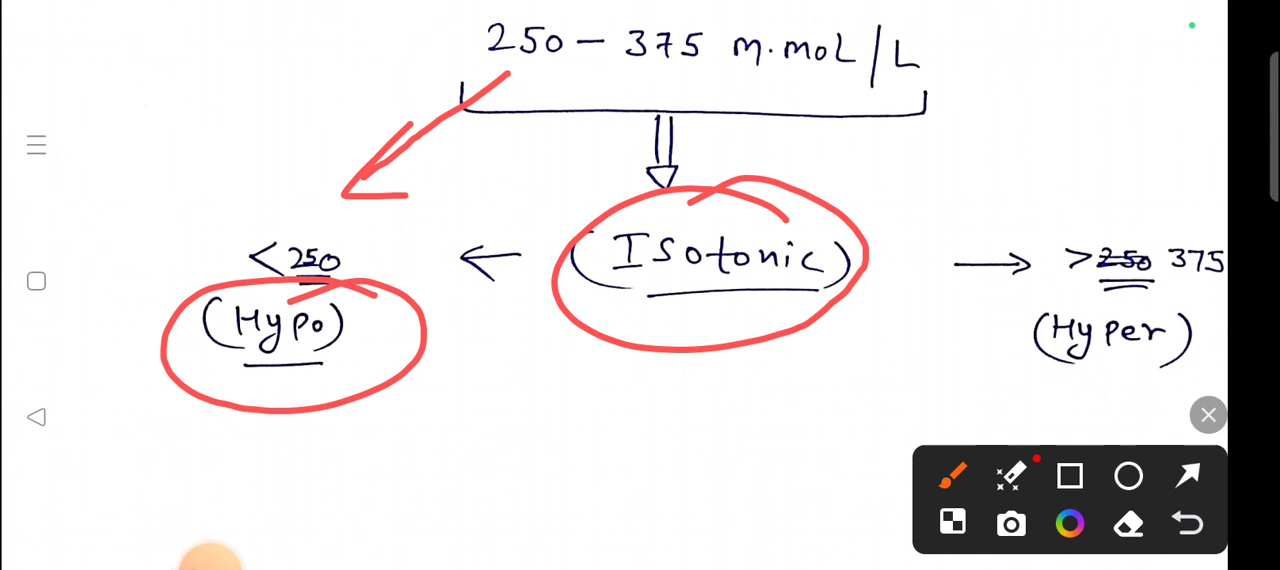 250 - 375 m.moL/L
<250 ← (Isotonic) → >250 375
(Hypo) (Hyper)